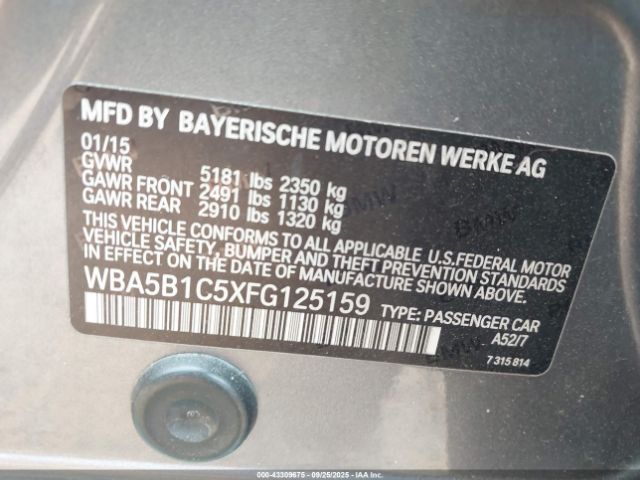 MFD BY BAYERISCHE MOTOREN WERKE AG
01/15
GVWR 5181 lbs 2350 kg
GAWR FRONT 2491 lbs 1130 kg
GAWR REAR 2910 lbs 1320 kg
THIS VEHICLE CONFORMS TO ALL APPLICABLE U.S. FEDERAL MOTOR
VEHICLE SAFETY, BUMPER AND THEFT PREVENTION STANDARDS
IN EFFECT ON THE DATE OF MANUFACTURE SHOWN ABOVE.
WBA5B1C5XFG125159
TYPE: PASSENGER CAR
A52/7
7 315 814
000-43309675 - 09/25/2025 - IAA Inc.